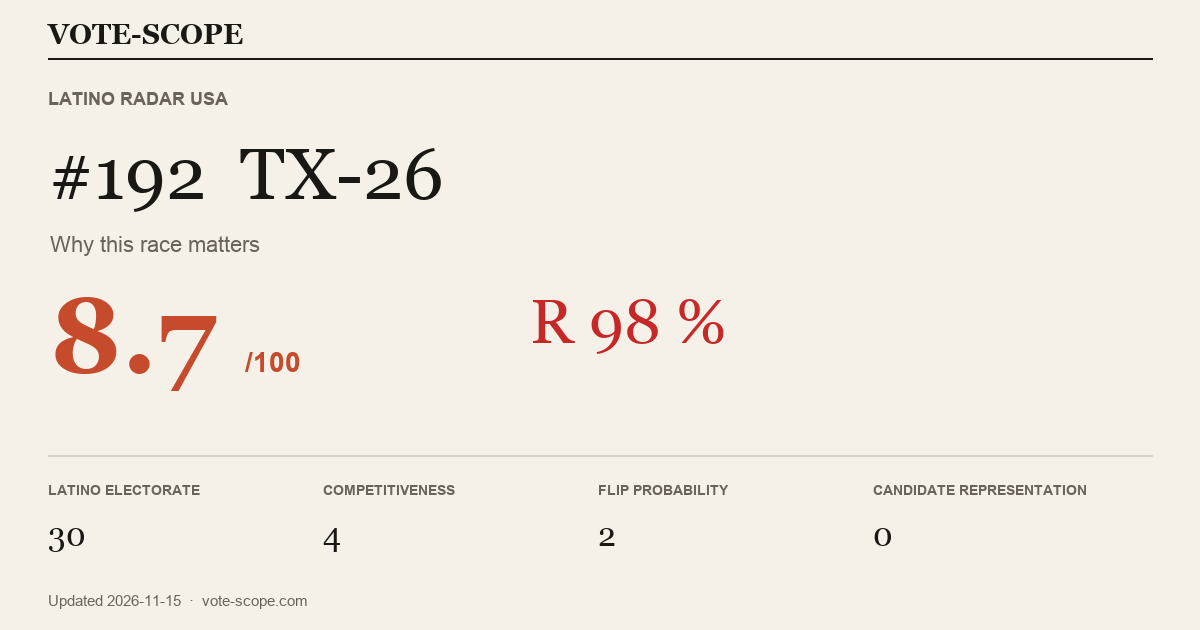 VOTE-SCOPE
LATINO RADAR USA
#192 TX-26
Why this race matters
8.7 /100
R 98 %
LATINO ELECTORATE
COMPETITIVENESS
FLIP PROBABILITY
CANDIDATE REPRESENTATION
30
4
2
0
Updated 2026-11-15 · vote-scope.com